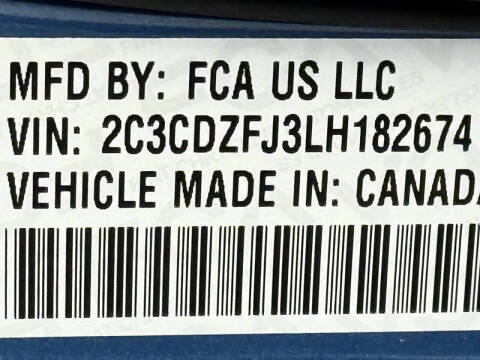 MFD BY: FCA US LLC
VIN: 2C3CDZFJ3LH182674
VEHICLE MADE IN: CANADA